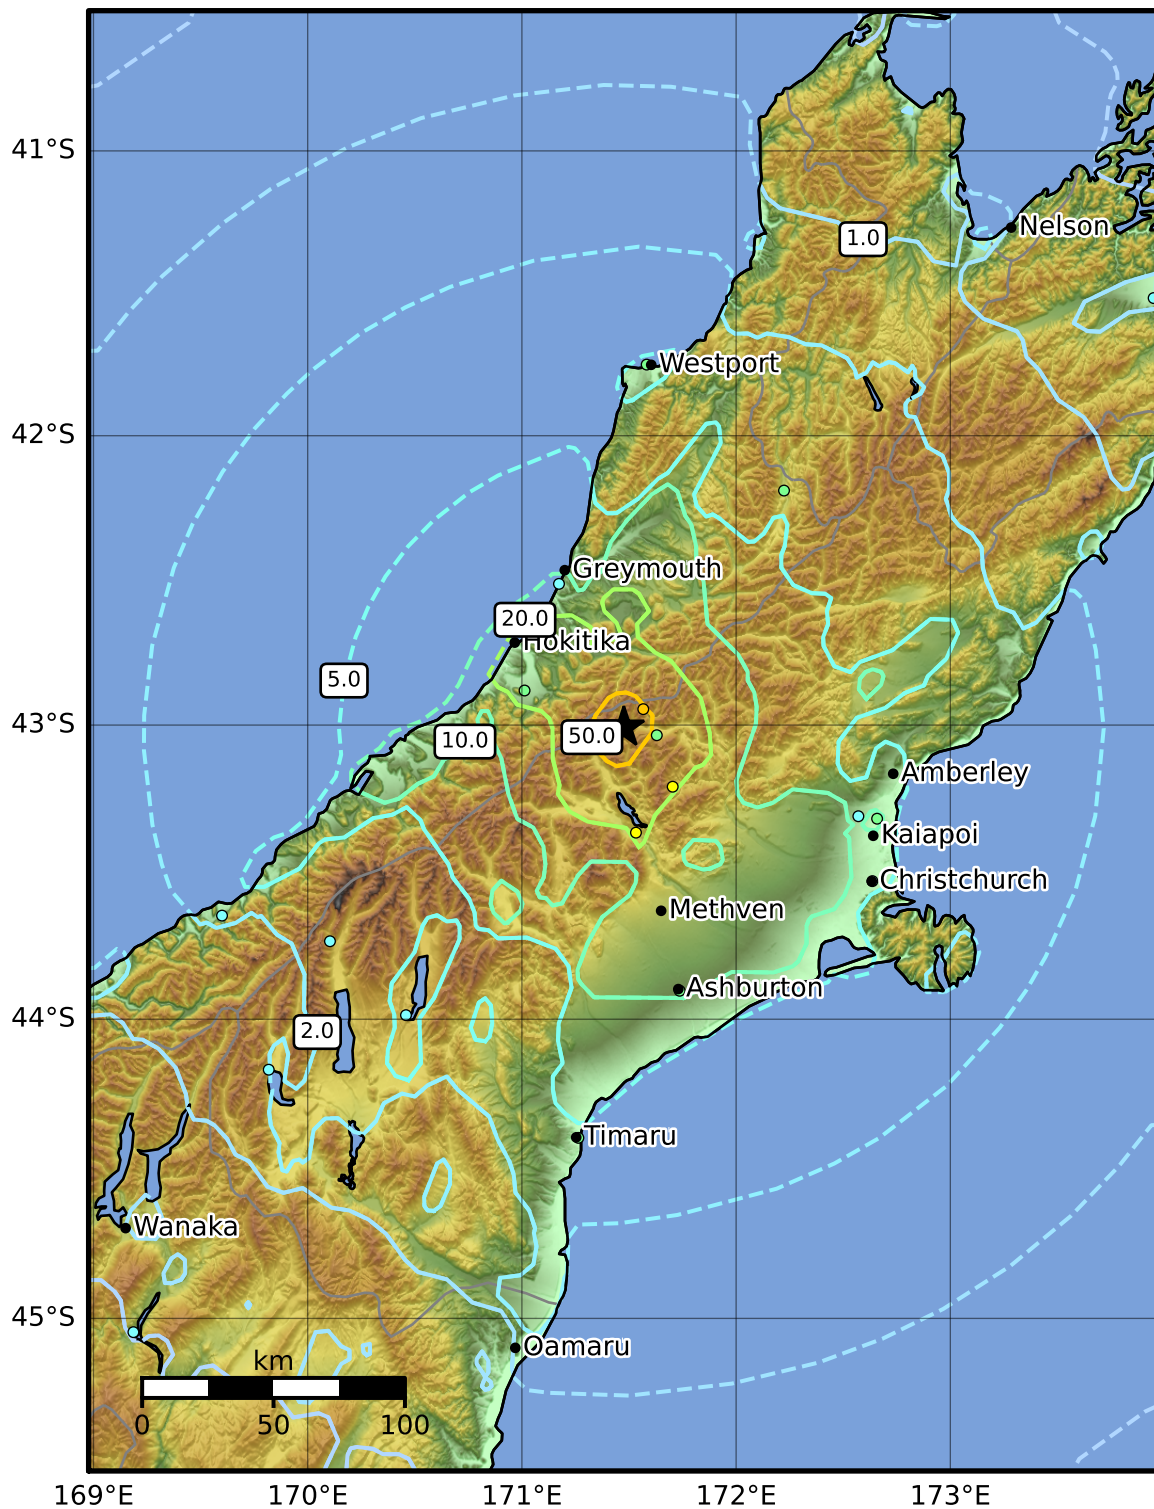 41°S
Nelson
1.0
Westport
42°S
Greymouth
20.0
Hokitika
5.0
43°S
10.0
50.0
Amberley
Kaiapoi
Christchurch
Methven
Ashburton
44°S
2.0
Timaru
Wanaka
45°S
Oamaru
km
0 50 100
169°E 170°E 171°E 172°E 173°E